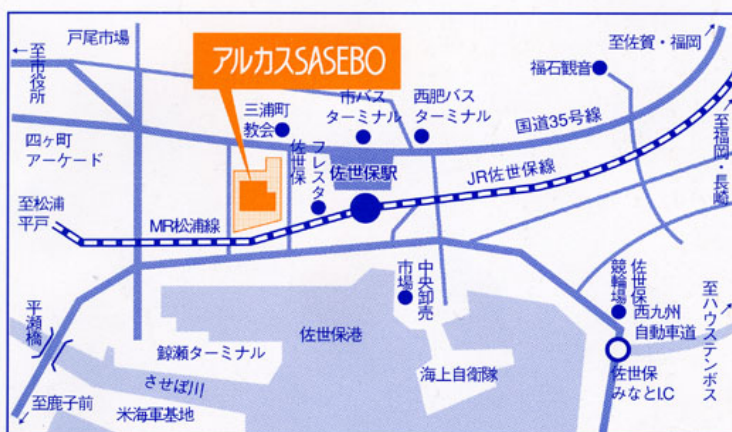 戸尾市場
至市役所
アルカスSASEBO
至佐賀・福岡
福石観音
三浦町
教会
市バス
ターミナル
西肥バス
ターミナル
国道35号線
四ヶ町
アーケード
佐世保
フレスタ
佐世保駅
JR佐世保線
至福岡・長崎
至松浦
平戸
MR松浦線
平瀬橋
中央卸売
市場
佐世保
競輪場
西九州
自動車道
至ハウステンボス
佐世保港
鯨瀬ターミナル
させぼ川
海上自衛隊
佐世保
みなとI.C
至鹿子前
米海軍基地